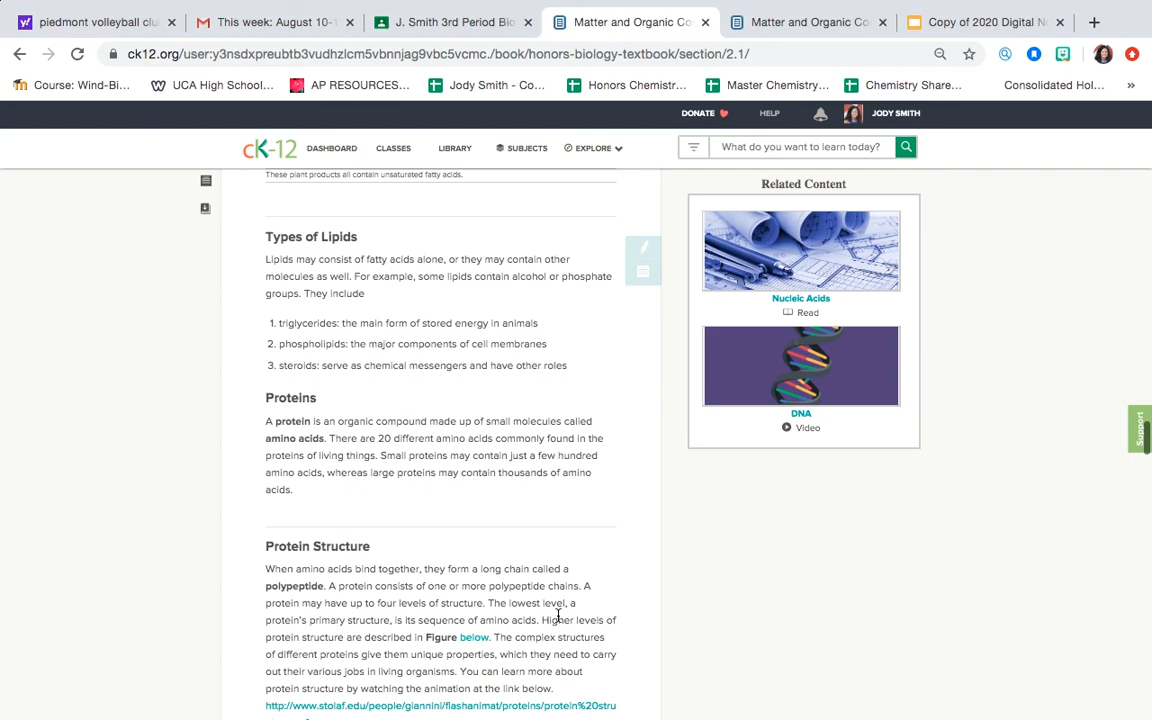 piedmont volleyball clu
This week: August 10-1
J. Smith 3rd Period Bio
Matter and Organic Co
Matter and Organic Co
Copy of 2020 Digital N
ck12.org/user:y3nsdxpreubtb3vudhzlcm5vbnnjag9vbc5vcmc./book/honors-biology-textbook/section/2.1/
Course: Wind-Bi...
UCA High School...
AP RESOURCES...
Jody Smith - Co...
Honors Chemistr...
Master Chemistry...
Chemistry Share...
Consolidated Hol...
»
DONATE
HELP
JODY SMITH
cK-12
DASHBOARD
CLASSES
LIBRARY
SUBJECTS
EXPLORE
What do you want to learn today?
These plant products all contain unsaturated fatty acids.
Types of Lipids
Lipids may consist of fatty acids alone, or they may contain other
molecules as well. For example, some lipids contain alcohol or phosphate
groups. They include
1. triglycerides: the main form of stored energy in animals
2. phospholipids: the major components of cell membranes
3. steroids: serve as chemical messengers and have other roles
Proteins
A protein is an organic compound made up of small molecules called
amino acids. There are 20 different amino acids commonly found in the
proteins of living things. Small proteins may contain just a few hundred
amino acids, whereas large proteins may contain thousands of amino
acids.
Protein Structure
When amino acids bind together, they form a long chain called a
polypeptide. A protein consists of one or more polypeptide chains. A
protein may have up to four levels of structure. The lowest level, a
protein's primary structure, is its sequence of amino acids. Higher levels of
protein structure are described in Figure below. The complex structures
of different proteins give them unique properties, which they need to carry
out their various jobs in living organisms. You can learn more about
protein structure by watching the animation at the link below.
http://www.stolaf.edu/people/giannini/flashanimat/proteins/protein%20stru
Related Content
Nucleic Acids
Read
DNA
Video
Support